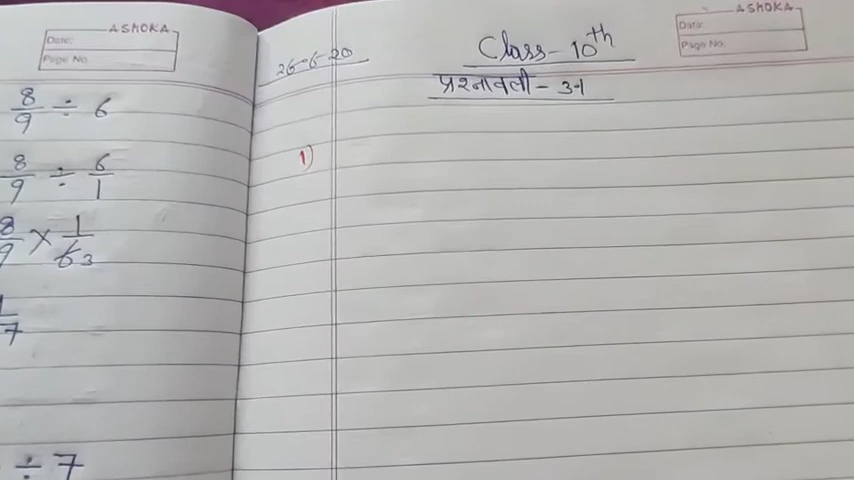 ASHOKA
Date:
Page No.
8/9 ÷ 6
8/9 ÷ 6/1
8/9 × 1/6 3
7
÷ 7
ASHOKA
Date:
Page No.
26-6-20
Class- 10th
प्रश्नावली - 3.1
1)